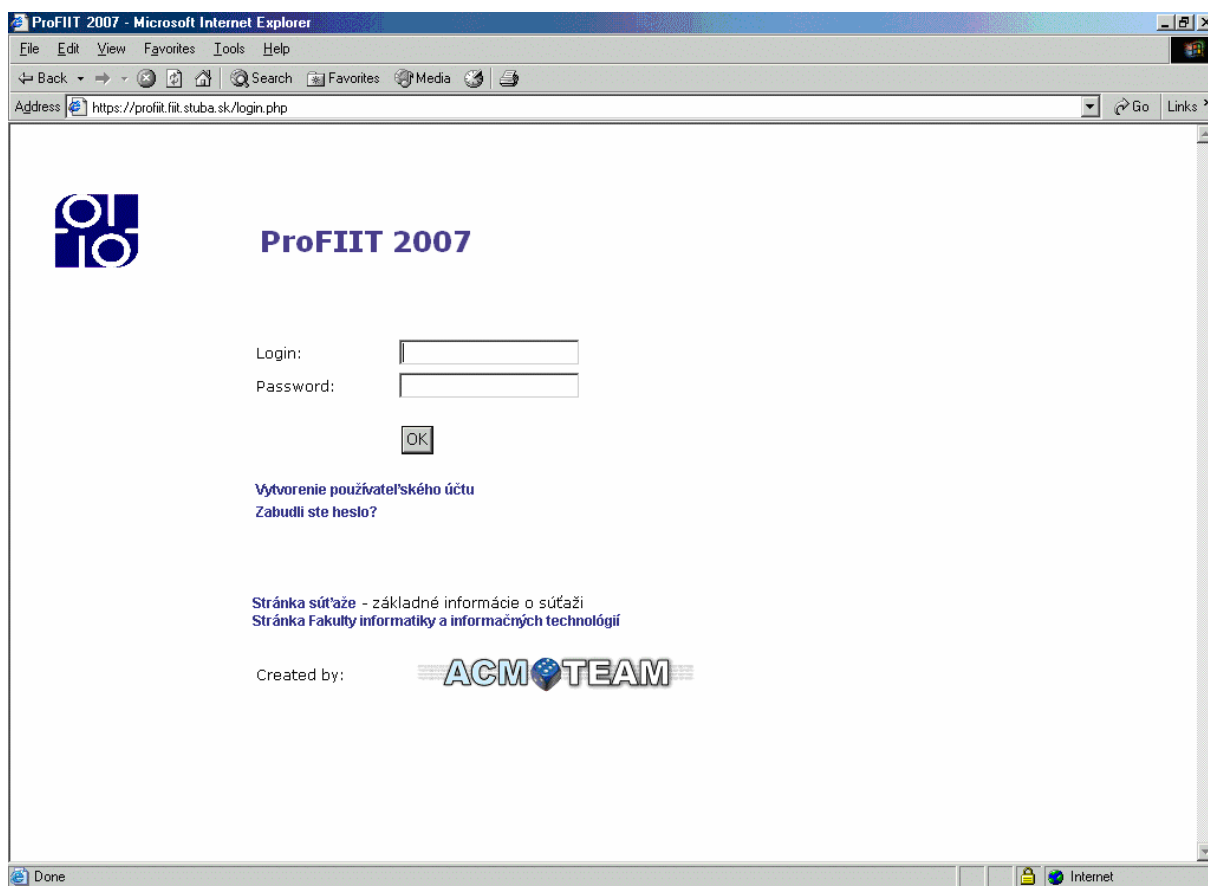 ProFIIT 2007 - Microsoft Internet Explorer
File Edit View Favorites Tools Help
Back Search Favorites Media
Address https://profiit.fiit.stuba.sk/login.php Go Links
ProFIIT 2007
Login:
Password:
OK
Vytvorenie používateľského účtu
Zabudli ste heslo?
Stránka súťaže - základné informácie o súťaži
Stránka Fakulty informatiky a informačných technológií
Created by: ACM TEAM
Done Internet